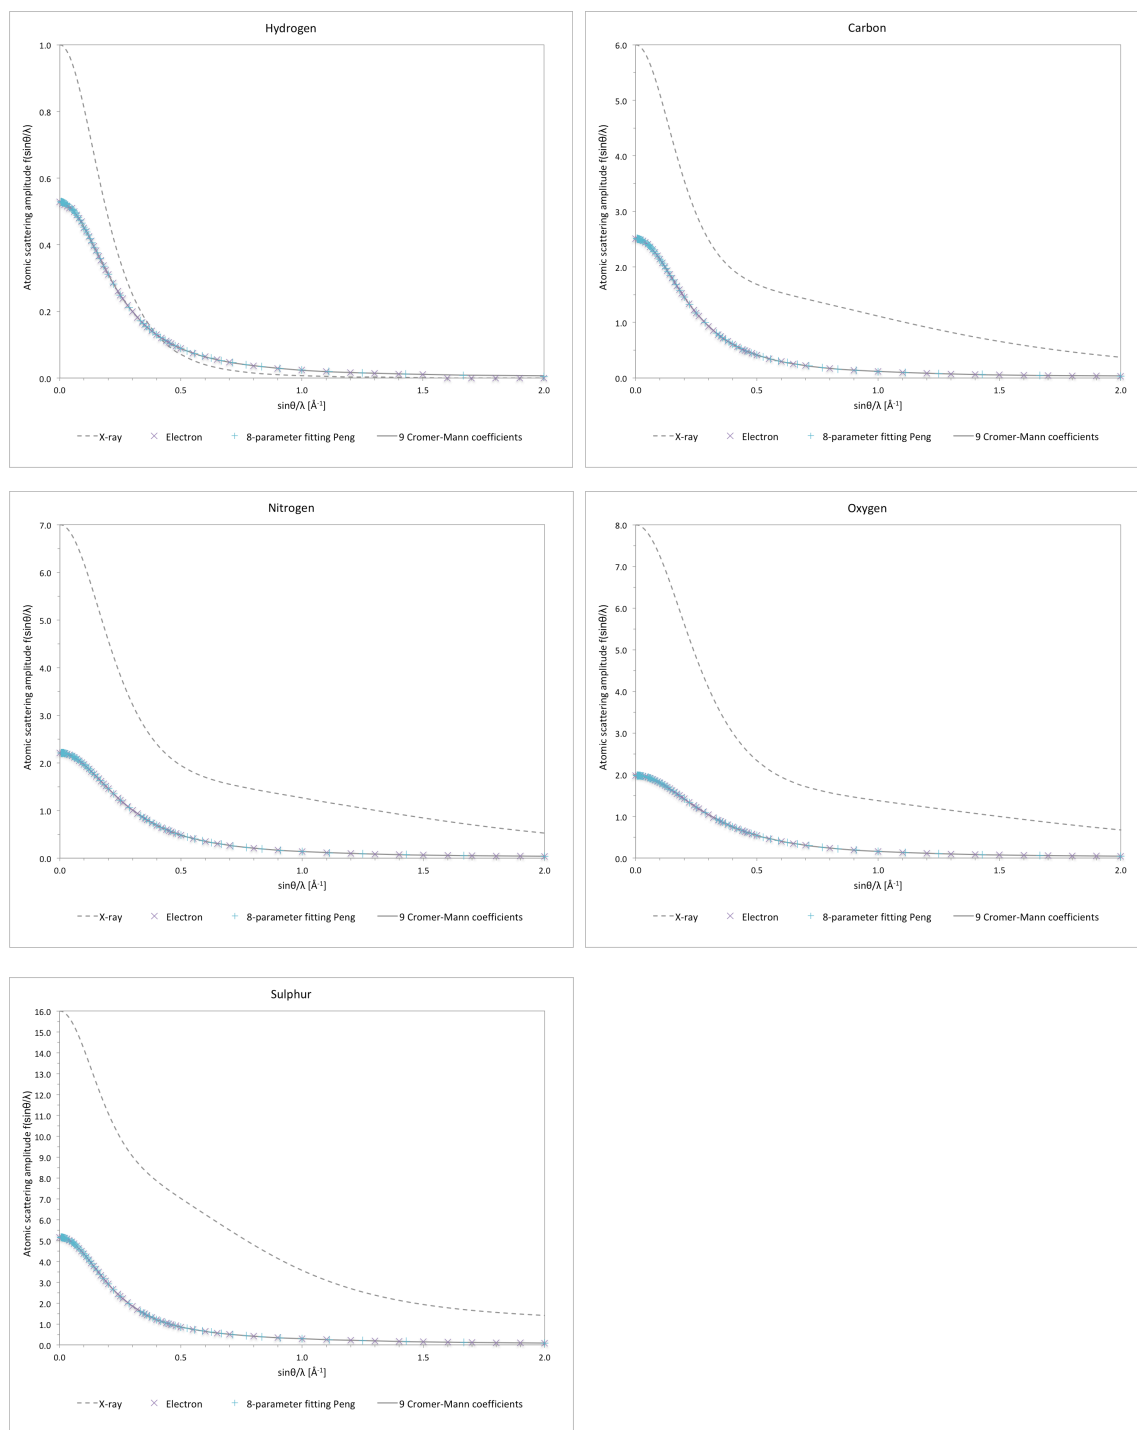 Hydrogen
Atomic scattering amplitude f(sinθ/λ)
1.0
0.8
0.6
0.4
0.2
0.0
0.0 0.5 1.0 1.5 2.0
sinθ/λ [Å⁻¹]
X-ray Electron 8-parameter fitting Peng 9 Cromer-Mann coefficients
Carbon
Atomic scattering amplitude f(sinθ/λ)
6.0
5.0
4.0
3.0
2.0
1.0
0.0
0.0 0.5 1.0 1.5 2.0
sinθ/λ [Å⁻¹]
X-ray Electron 8-parameter fitting Peng 9 Cromer-Mann coefficients
Nitrogen
Atomic scattering amplitude f(sinθ/λ)
7.0
6.0
5.0
4.0
3.0
2.0
1.0
0.0
0.0 0.5 1.0 1.5 2.0
sinθ/λ [Å⁻¹]
X-ray Electron 8-parameter fitting Peng 9 Cromer-Mann coefficients
Oxygen
Atomic scattering amplitude f(sinθ/λ)
8.0
7.0
6.0
5.0
4.0
3.0
2.0
1.0
0.0
0.0 0.5 1.0 1.5 2.0
sinθ/λ [Å⁻¹]
X-ray Electron 8-parameter fitting Peng 9 Cromer-Mann coefficients
Sulphur
Atomic scattering amplitude f(sinθ/λ)
16.0
15.0
14.0
13.0
12.0
11.0
10.0
9.0
8.0
7.0
6.0
5.0
4.0
3.0
2.0
1.0
0.0
0.0 0.5 1.0 1.5 2.0
sinθ/λ [Å⁻¹]
X-ray Electron 8-parameter fitting Peng 9 Cromer-Mann coefficients